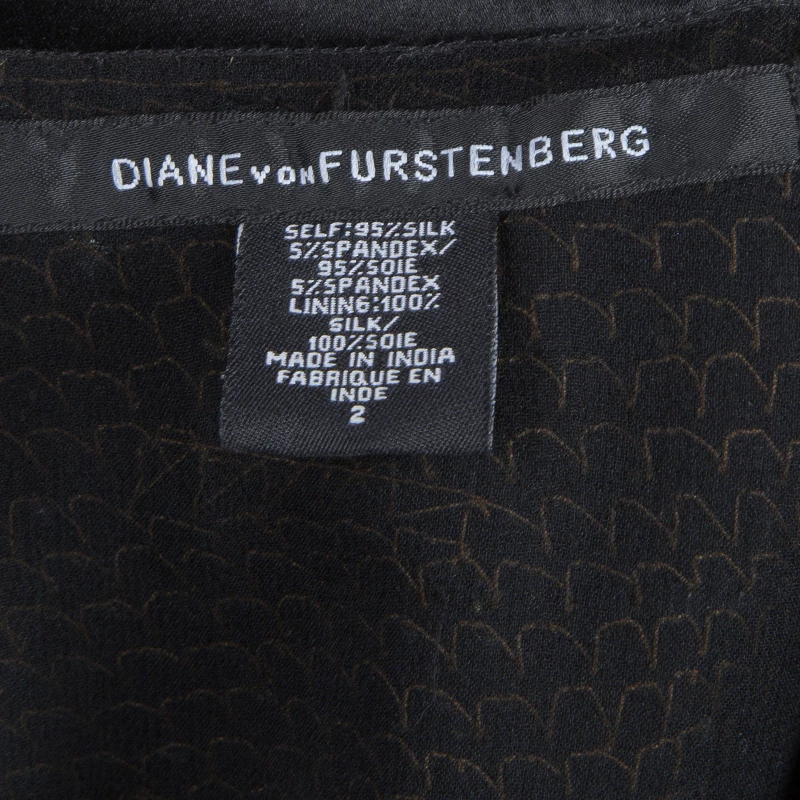 DIANE von FURSTENBERG
SELF:95%SILK
5%SPANDEX/
95%SOIE
5%SPANDEX
LINING:100%
SILK/
100%SOIE
MADE IN INDIA
FABRIQUE EN
INDE
2